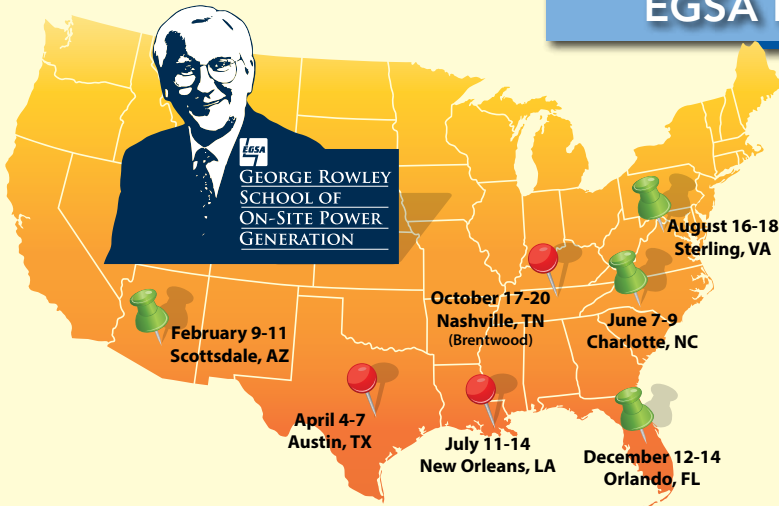 EGSA
EGSA
GEORGE ROWLEY
SCHOOL OF
ON-SITE POWER
GENERATION
August 16-18
Sterling, VA
October 17-20
Nashville, TN
(Brentwood)
June 7-9
Charlotte, NC
February 9-11
Scottsdale, AZ
April 4-7
Austin, TX
July 11-14
New Orleans, LA
December 12-14
Orlando, FL